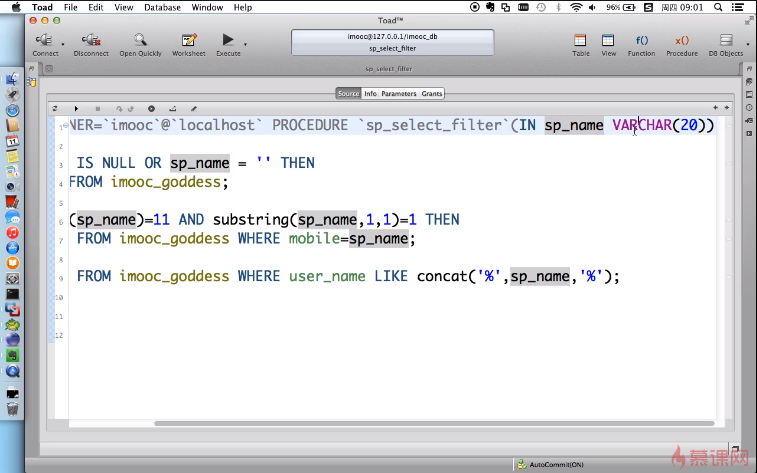 Toad File Edit View Database Window Help 96% 周四 09:01
Toad™
Connect Disconnect Open Quickly Worksheet Execute
imooc@127.0.0.1/imooc_db
sp_select_filter
Table View Function Procedure DB Objects
sp_select_filter
Source Info Parameters Grants
1 NER=`imooc`@`localhost` PROCEDURE `sp_select_filter`(IN sp_name VARCHAR(20))
2
3 IS NULL OR sp_name = '' THEN
4 FROM imooc_goddess;
5
6 (sp_name)=11 AND substring(sp_name,1,1)=1 THEN
7 FROM imooc_goddess WHERE mobile=sp_name;
8
9 FROM imooc_goddess WHERE user_name LIKE concat('%',sp_name,'%');
10
11
12
AutoCommit(ON)
慕课网